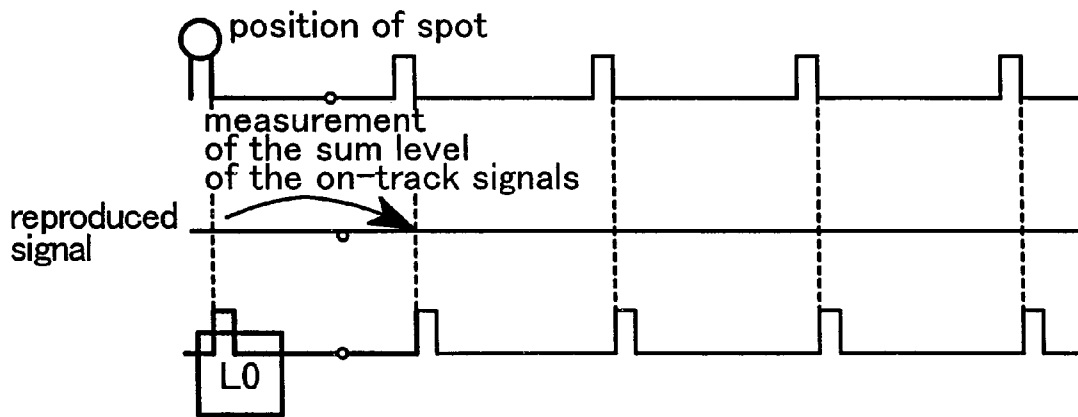 position of spot
measurement
of the sum level
of the on-track signals
reproduced
signal
L0